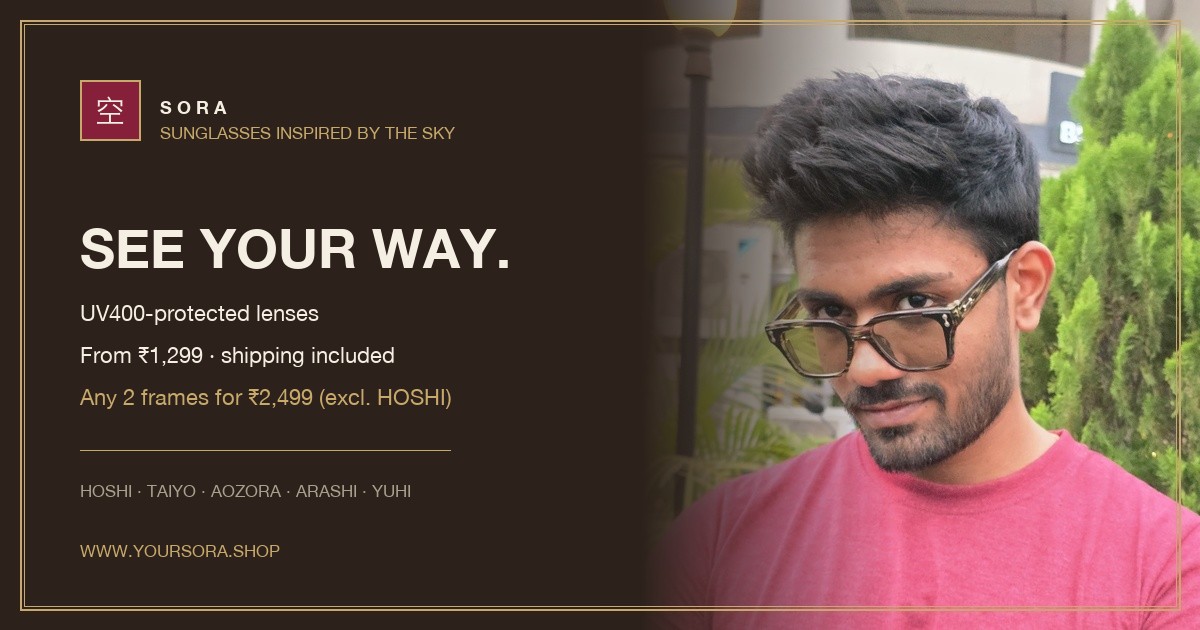 空
SORA
SUNGLASSES INSPIRED BY THE SKY
SEE YOUR WAY.
UV400-protected lenses
From ₹1,299 · shipping included
Any 2 frames for ₹2,499 (excl. HOSHI)
HOSHI · TAIYO · AOZORA · ARASHI · YUHI
WWW.YOURSORA.SHOP